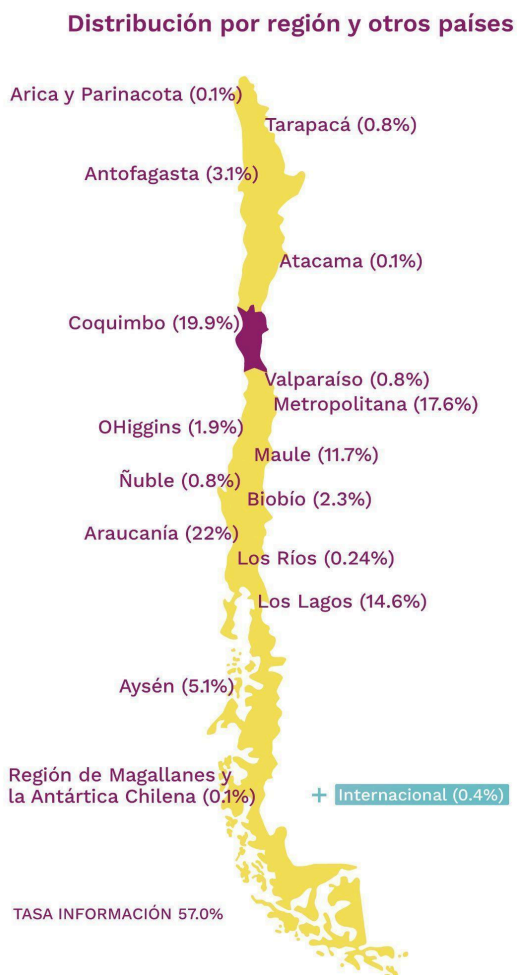 Distribución por región y otros países
Arica y Parinacota (0.1%)
Tarapacá (0.8%)
Antofagasta (3.1%)
Atacama (0.1%)
Coquimbo (19.9%)
Valparaíso (0.8%)
Metropolitana (17.6%)
OHiggins (1.9%)
Maule (11.7%)
Ñuble (0.8%)
Biobío (2.3%)
Araucanía (22%)
Los Ríos (0.24%)
Los Lagos (14.6%)
Aysén (5.1%)
Región de Magallanes y
la Antártica Chilena (0.1%)
+ Internacional (0.4%)
TASA INFORMACIÓN 57.0%